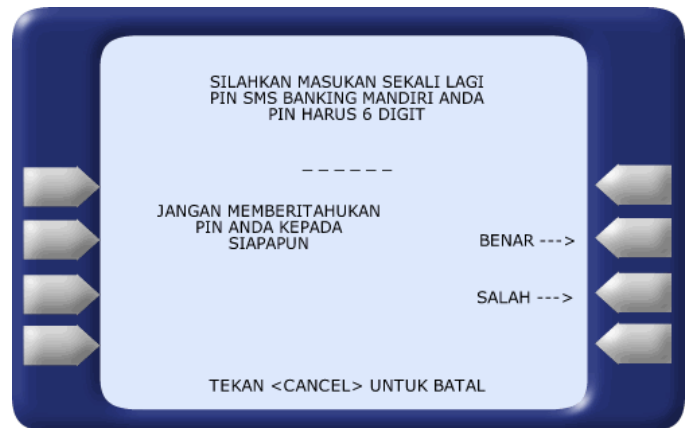 SILAHKAN MASUKAN SEKALI LAGI
PIN SMS BANKING MANDIRI ANDA
PIN HARUS 6 DIGIT
_ _ _ _ _ _
JANGAN MEMBERITAHUKAN
PIN ANDA KEPADA
SIAPAPUN
BENAR --->
SALAH --->
TEKAN <CANCEL> UNTUK BATAL